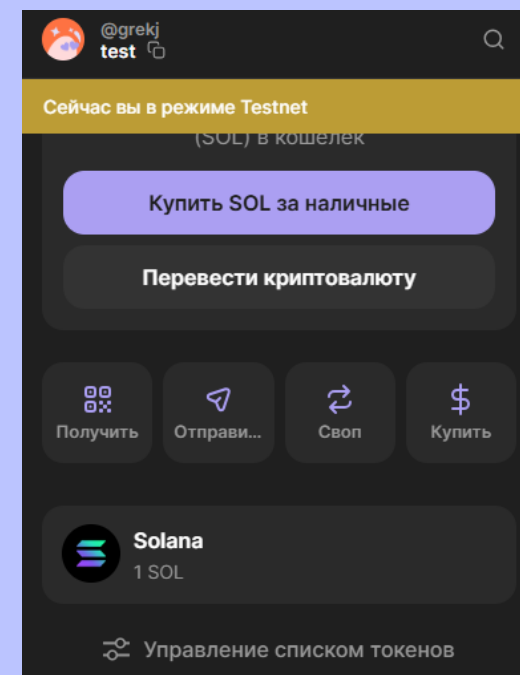 @grekj
test
Сейчас вы в режиме Testnet
(SOL) в кошелек
Купить SOL за наличные
Перевести криптовалюту
Получить
Отправи...
Своп
Купить
Solana
1 SOL
Управление списком токенов